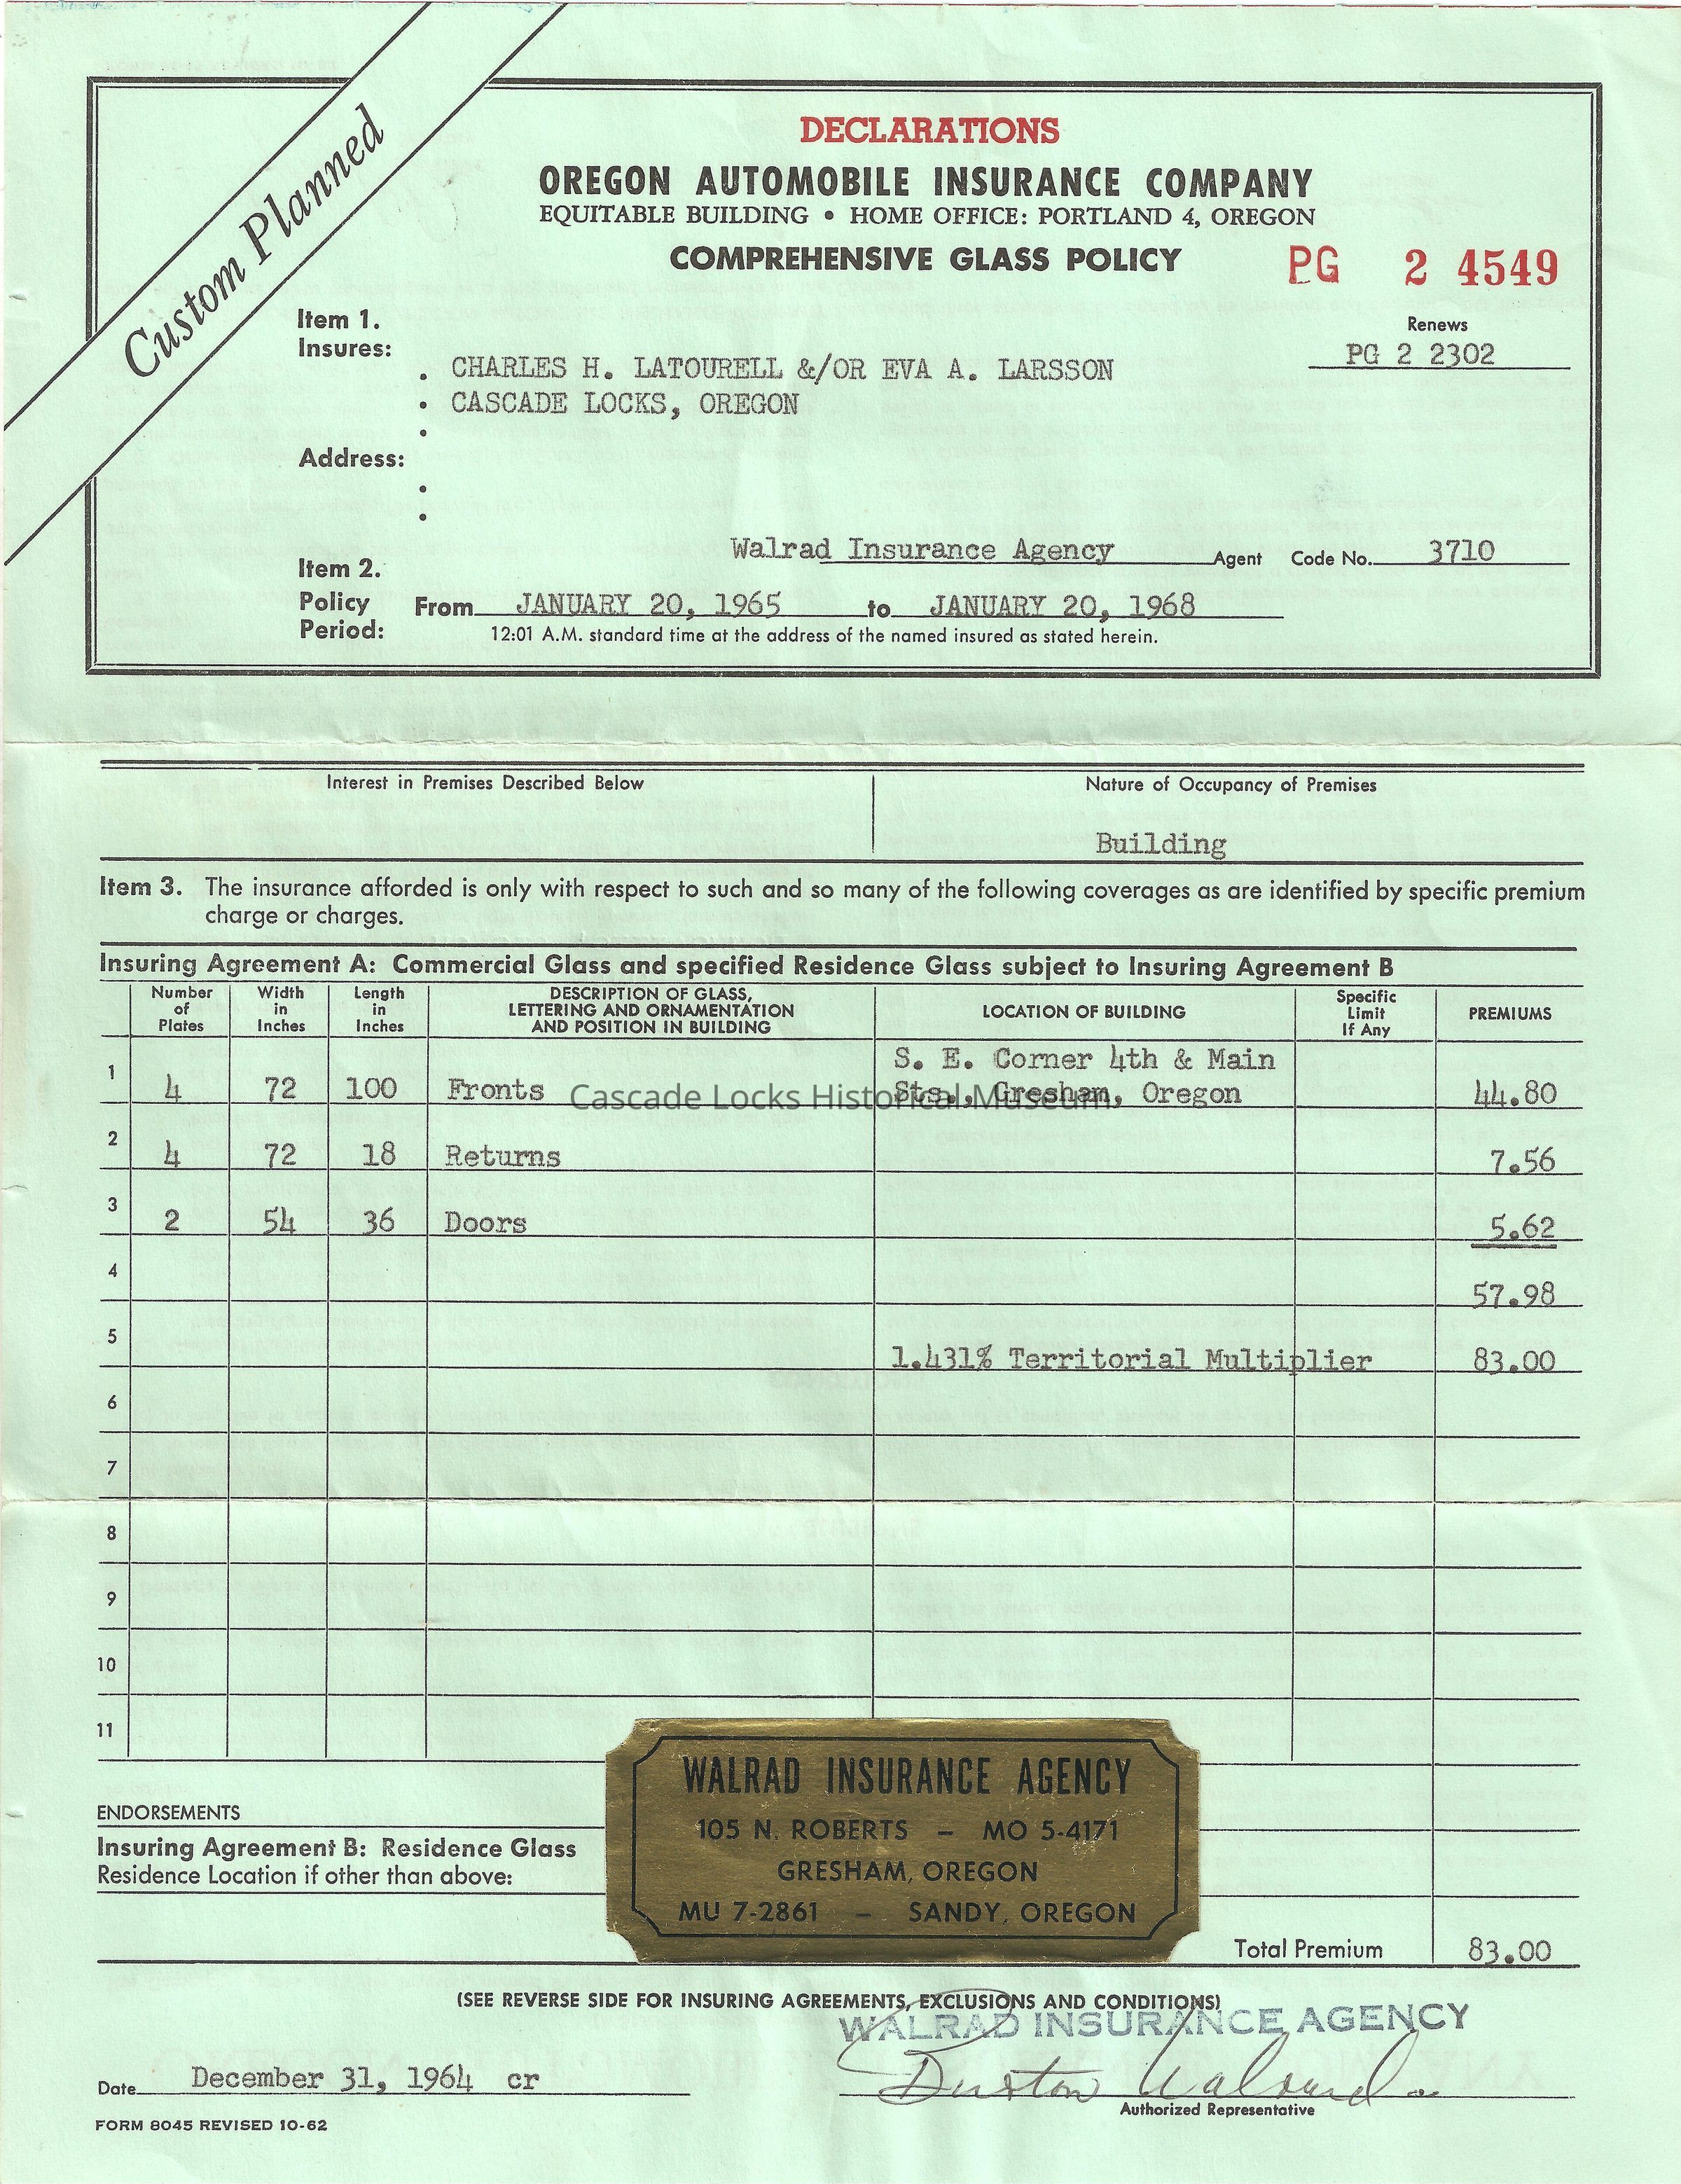 Custom Planned
DECLARATIONS
OREGON AUTOMOBILE INSURANCE COMPANY
EQUITABLE BUILDING • HOME OFFICE: PORTLAND 4, OREGON
COMPREHENSIVE GLASS POLICY
PG 2 4549
Renews
PG 2 2302
Item 1.
Insures:
CHARLES H. LATOURELL &/OR EVA A. LARSSON
CASCADE LOCKS, OREGON
Address:
Walrad Insurance Agency Agent Code No. 3710
Item 2.
Policy Period: From JANUARY 20, 1965 to JANUARY 20, 1968
12:01 A.M. standard time at the address of the named insured as stated herein.
Interest in Premises Described Below Nature of Occupancy of Premises
Building
Item 3. The insurance afforded is only with respect to such and so many of the following coverages as are identified by specific premium
charge or charges.
Insuring Agreement A: Commercial Glass and specified Residence Glass subject to Insuring Agreement B
Number of Plates Width in Inches Length in Inches DESCRIPTION OF GLASS, LETTERING AND ORNAMENTATION AND POSITION IN BUILDING LOCATION OF BUILDING Specific Limit If Any PREMIUMS
S. E. Corner 4th & Main
1 4 72 100 Fronts Sts., Gresham, Oregon 44.80
Cascade Locks Historical Museum
2 4 72 18 Returns 7.56
3 2 54 36 Doors 5.62
4 57.98
5 1.431% Territorial Multiplier 83.00
6
7
8
9
10
11
WALRAD INSURANCE AGENCY
105 N. ROBERTS – MO 5-4171
GRESHAM, OREGON
MU 7-2861 – SANDY, OREGON
ENDORSEMENTS
Insuring Agreement B: Residence Glass
Residence Location if other than above:
Total Premium 83.00
(SEE REVERSE SIDE FOR INSURING AGREEMENTS, EXCLUSIONS AND CONDITIONS)
WALRAD INSURANCE AGENCY
Date December 31, 1964 cr
Burton Walrad
Authorized Representative
FORM 8045 REVISED 10-62